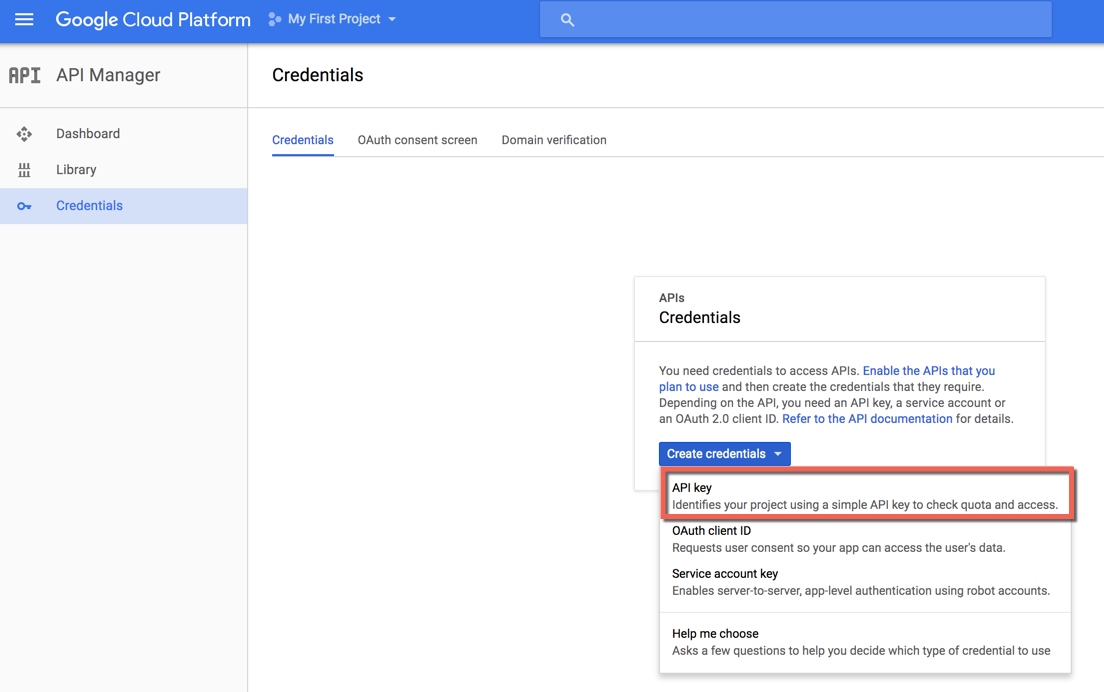 Google Cloud Platform
My First Project
API
API Manager
Credentials
Dashboard
Library
Credentials
Credentials
OAuth consent screen
Domain verification
APIs
Credentials
You need credentials to access APIs. Enable the APIs that you
plan to use and then create the credentials that they require.
Depending on the API, you need an API key, a service account or
an OAuth 2.0 client ID. Refer to the API documentation for details.
Create credentials
API key
Identifies your project using a simple API key to check quota and access.
OAuth client ID
Requests user consent so your app can access the user's data.
Service account key
Enables server-to-server, app-level authentication using robot accounts.
Help me choose
Asks a few questions to help you decide which type of credential to use